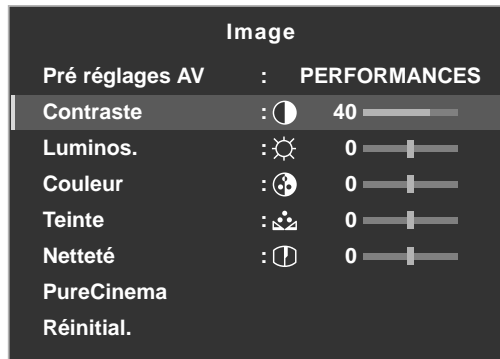 Image
Pré réglages AV : PERFORMANCES
Contraste : 40
Luminos. : 0
Couleur : 0
Teinte : 0
Netteté : 0
PureCinema
Réinitial.